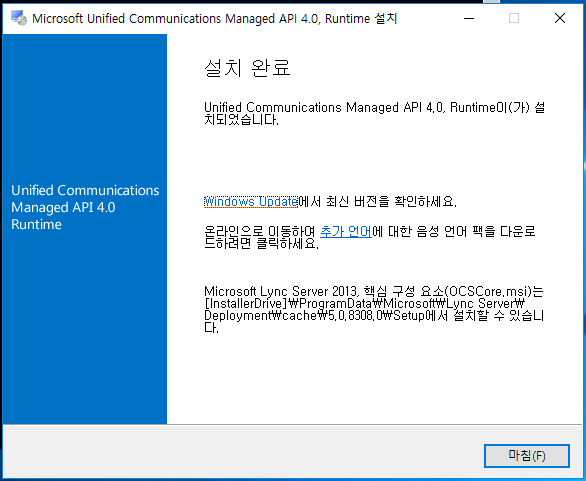 Microsoft Unified Communications Managed API 4.0, Runtime 설치
설치 완료
Unified Communications Managed API 4.0, Runtime이(가) 설
치되었습니다.
Unified Communications
Managed API 4.0
Runtime
Windows Update에서 최신 버전을 확인하세요.
온라인으로 이동하여 추가 언어에 대한 음성 언어 팩을 다운로
드하려면 클릭하세요.
Microsoft Lync Server 2013, 핵심 구성 요소(OCSCore.msi)는
[InstallerDrive]₩ProgramData₩Microsoft₩Lync Server₩
Deployment₩cache₩5.0.8308.0₩Setup에서 설치할 수 있습니
다.
마침(F)